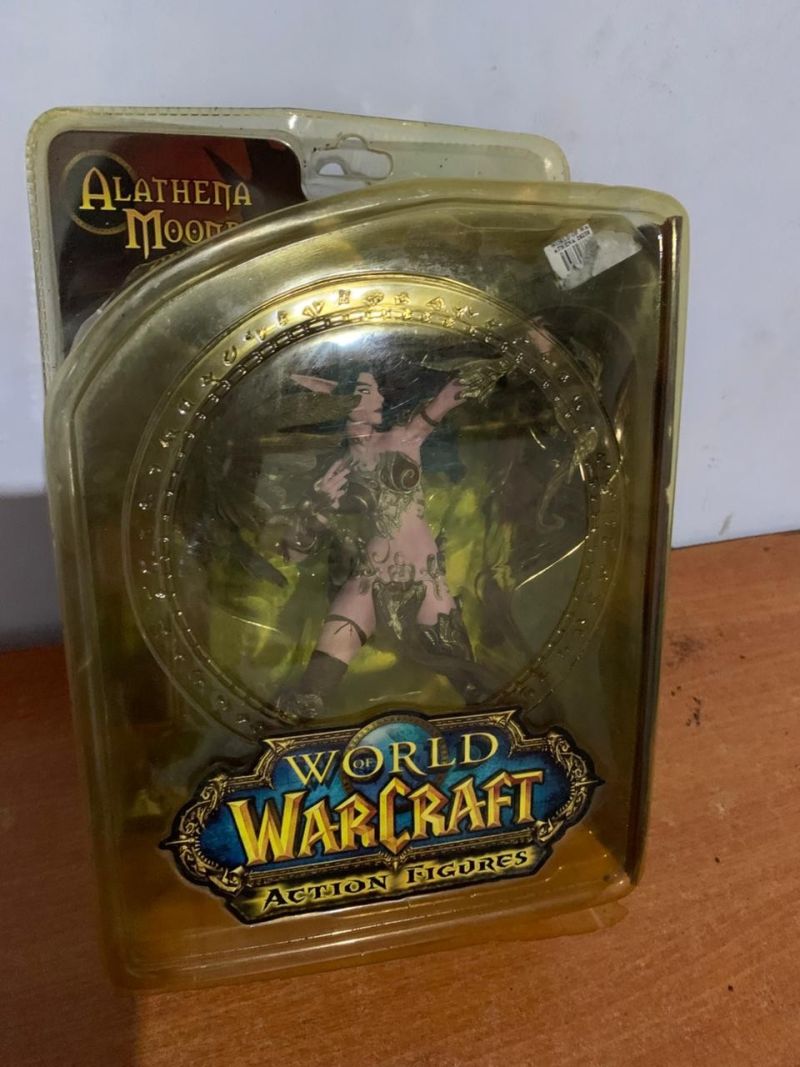 ALATHENA
WORLD
OF
WARCRAFT
ACTION FIGURES